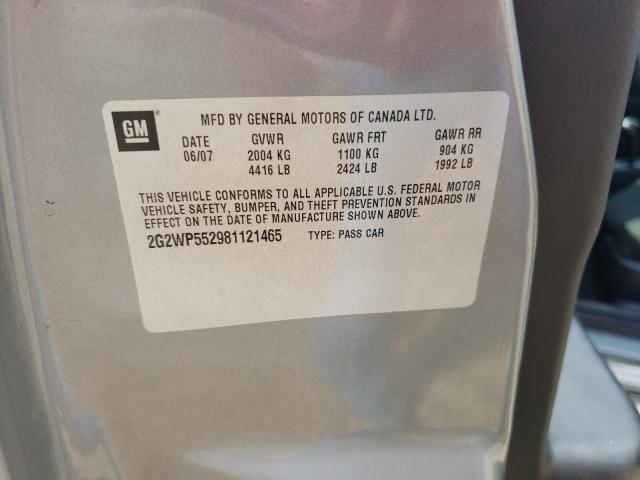 GM
MFD BY GENERAL MOTORS OF CANADA LTD.
DATE GVWR GAWR FRT GAWR RR
06/07 2004 KG 1100 KG 904 KG
4416 LB 2424 LB 1992 LB
THIS VEHICLE CONFORMS TO ALL APPLICABLE U.S. FEDERAL MOTOR
VEHICLE SAFETY, BUMPER, AND THEFT PREVENTION STANDARDS IN
EFFECT ON THE DATE OF MANUFACTURE SHOWN ABOVE.
2G2WP552981121465 TYPE: PASS CAR